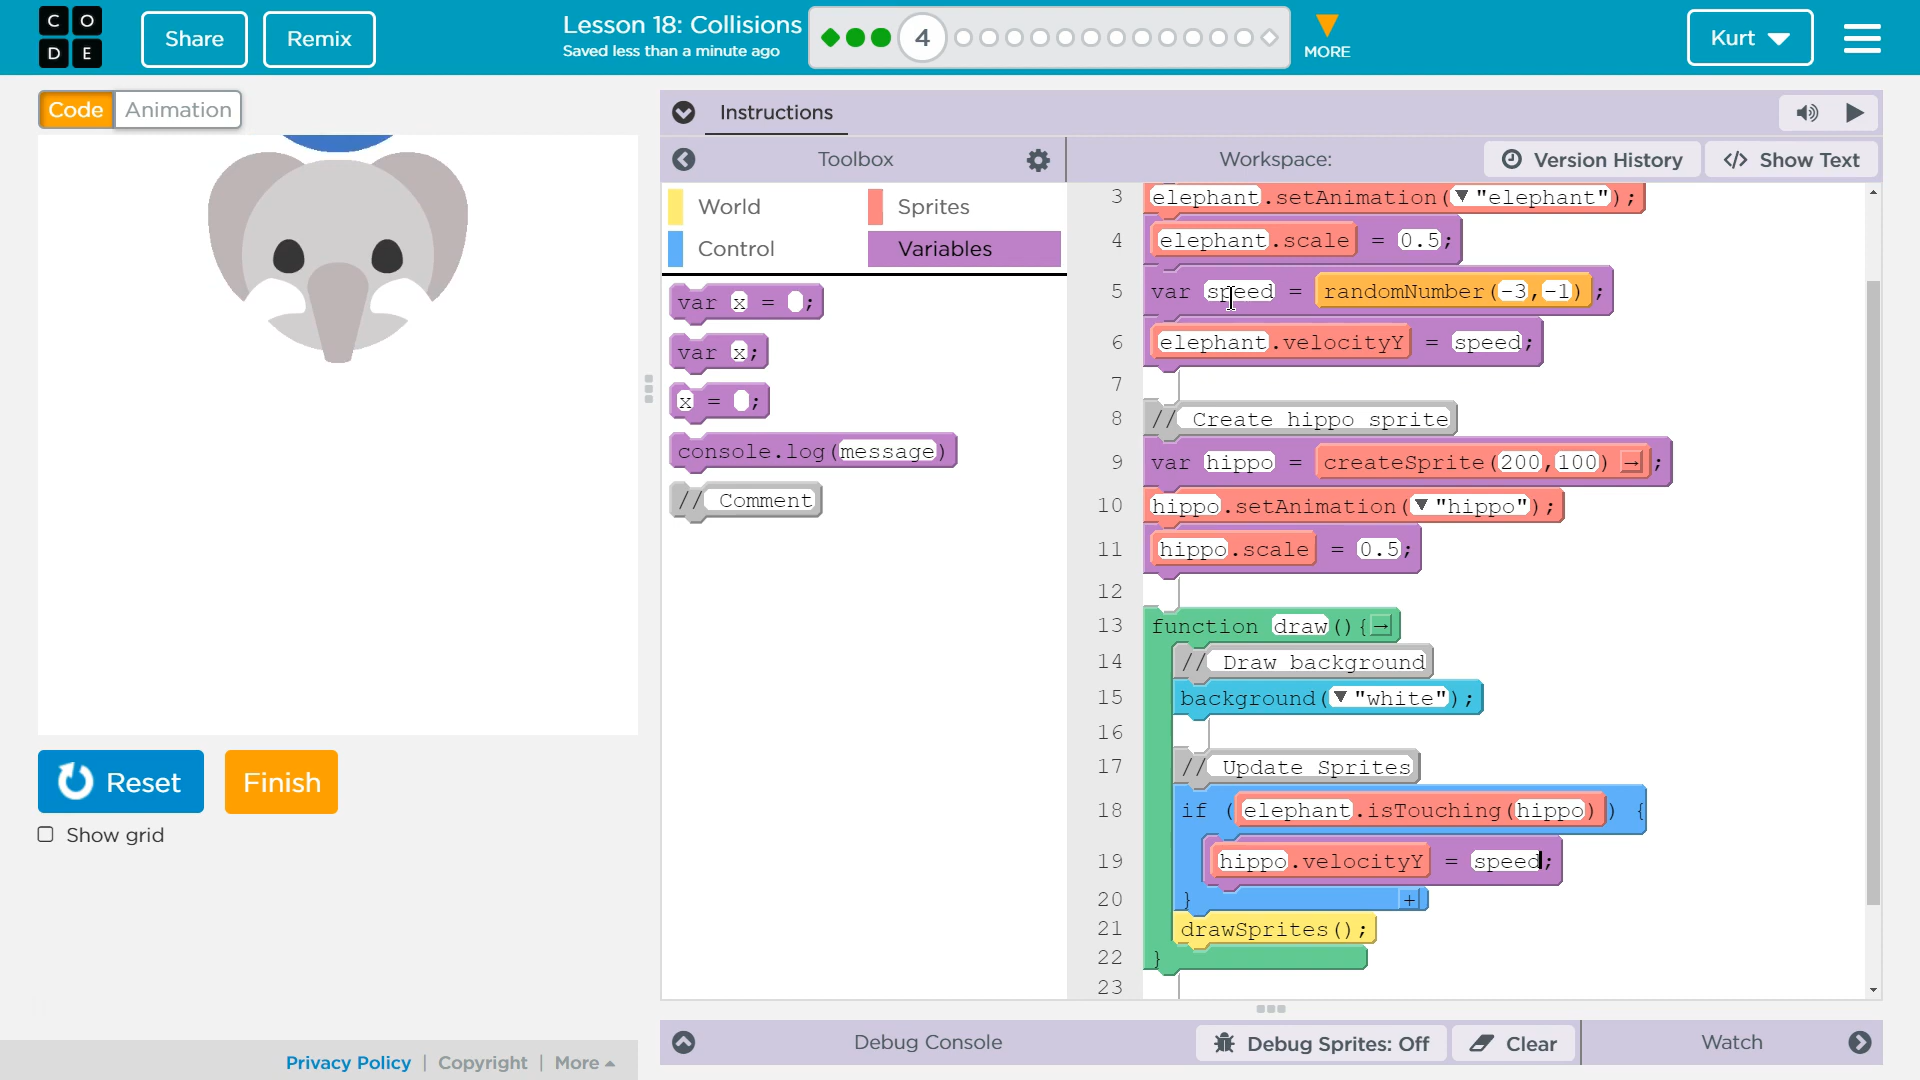 C O
D E
Share
Remix
Lesson 18: Collisions
Saved less than a minute ago
4
MORE
Kurt
Code
Animation
Instructions
Toolbox
Workspace:
Version History
</> Show Text
World
Sprites
Control
Variables
var x = ;
var x;
x = ;
console.log(message)
// Comment
3 elephant.setAnimation(▼"elephant");
4 elephant.scale = 0.5;
5 var speed = randomNumber(-3,-1);
6 elephant.velocityY = speed;
7
8 // Create hippo sprite
9 var hippo = createSprite(200,100) → ;
10 hippo.setAnimation(▼"hippo");
11 hippo.scale = 0.5;
12
13 function draw(){→
14 // Draw background
15 background(▼"white");
16
17 // Update Sprites
18 if (elephant.isTouching(hippo)) {
19 hippo.velocityY = speed;
20 } +
21 drawSprites();
22 }
23
Reset
Finish
Show grid
Debug Console
Debug Sprites: Off
Clear
Watch
Privacy Policy | Copyright | More